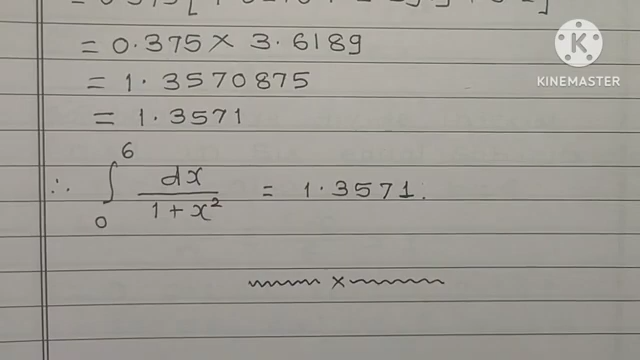 = 0.375 × 3.6189
= 1.3570875
= 1.3571
∴ ∫₀⁶ dx / 1 + x² = 1.3571.
x
K
KINEMASTER